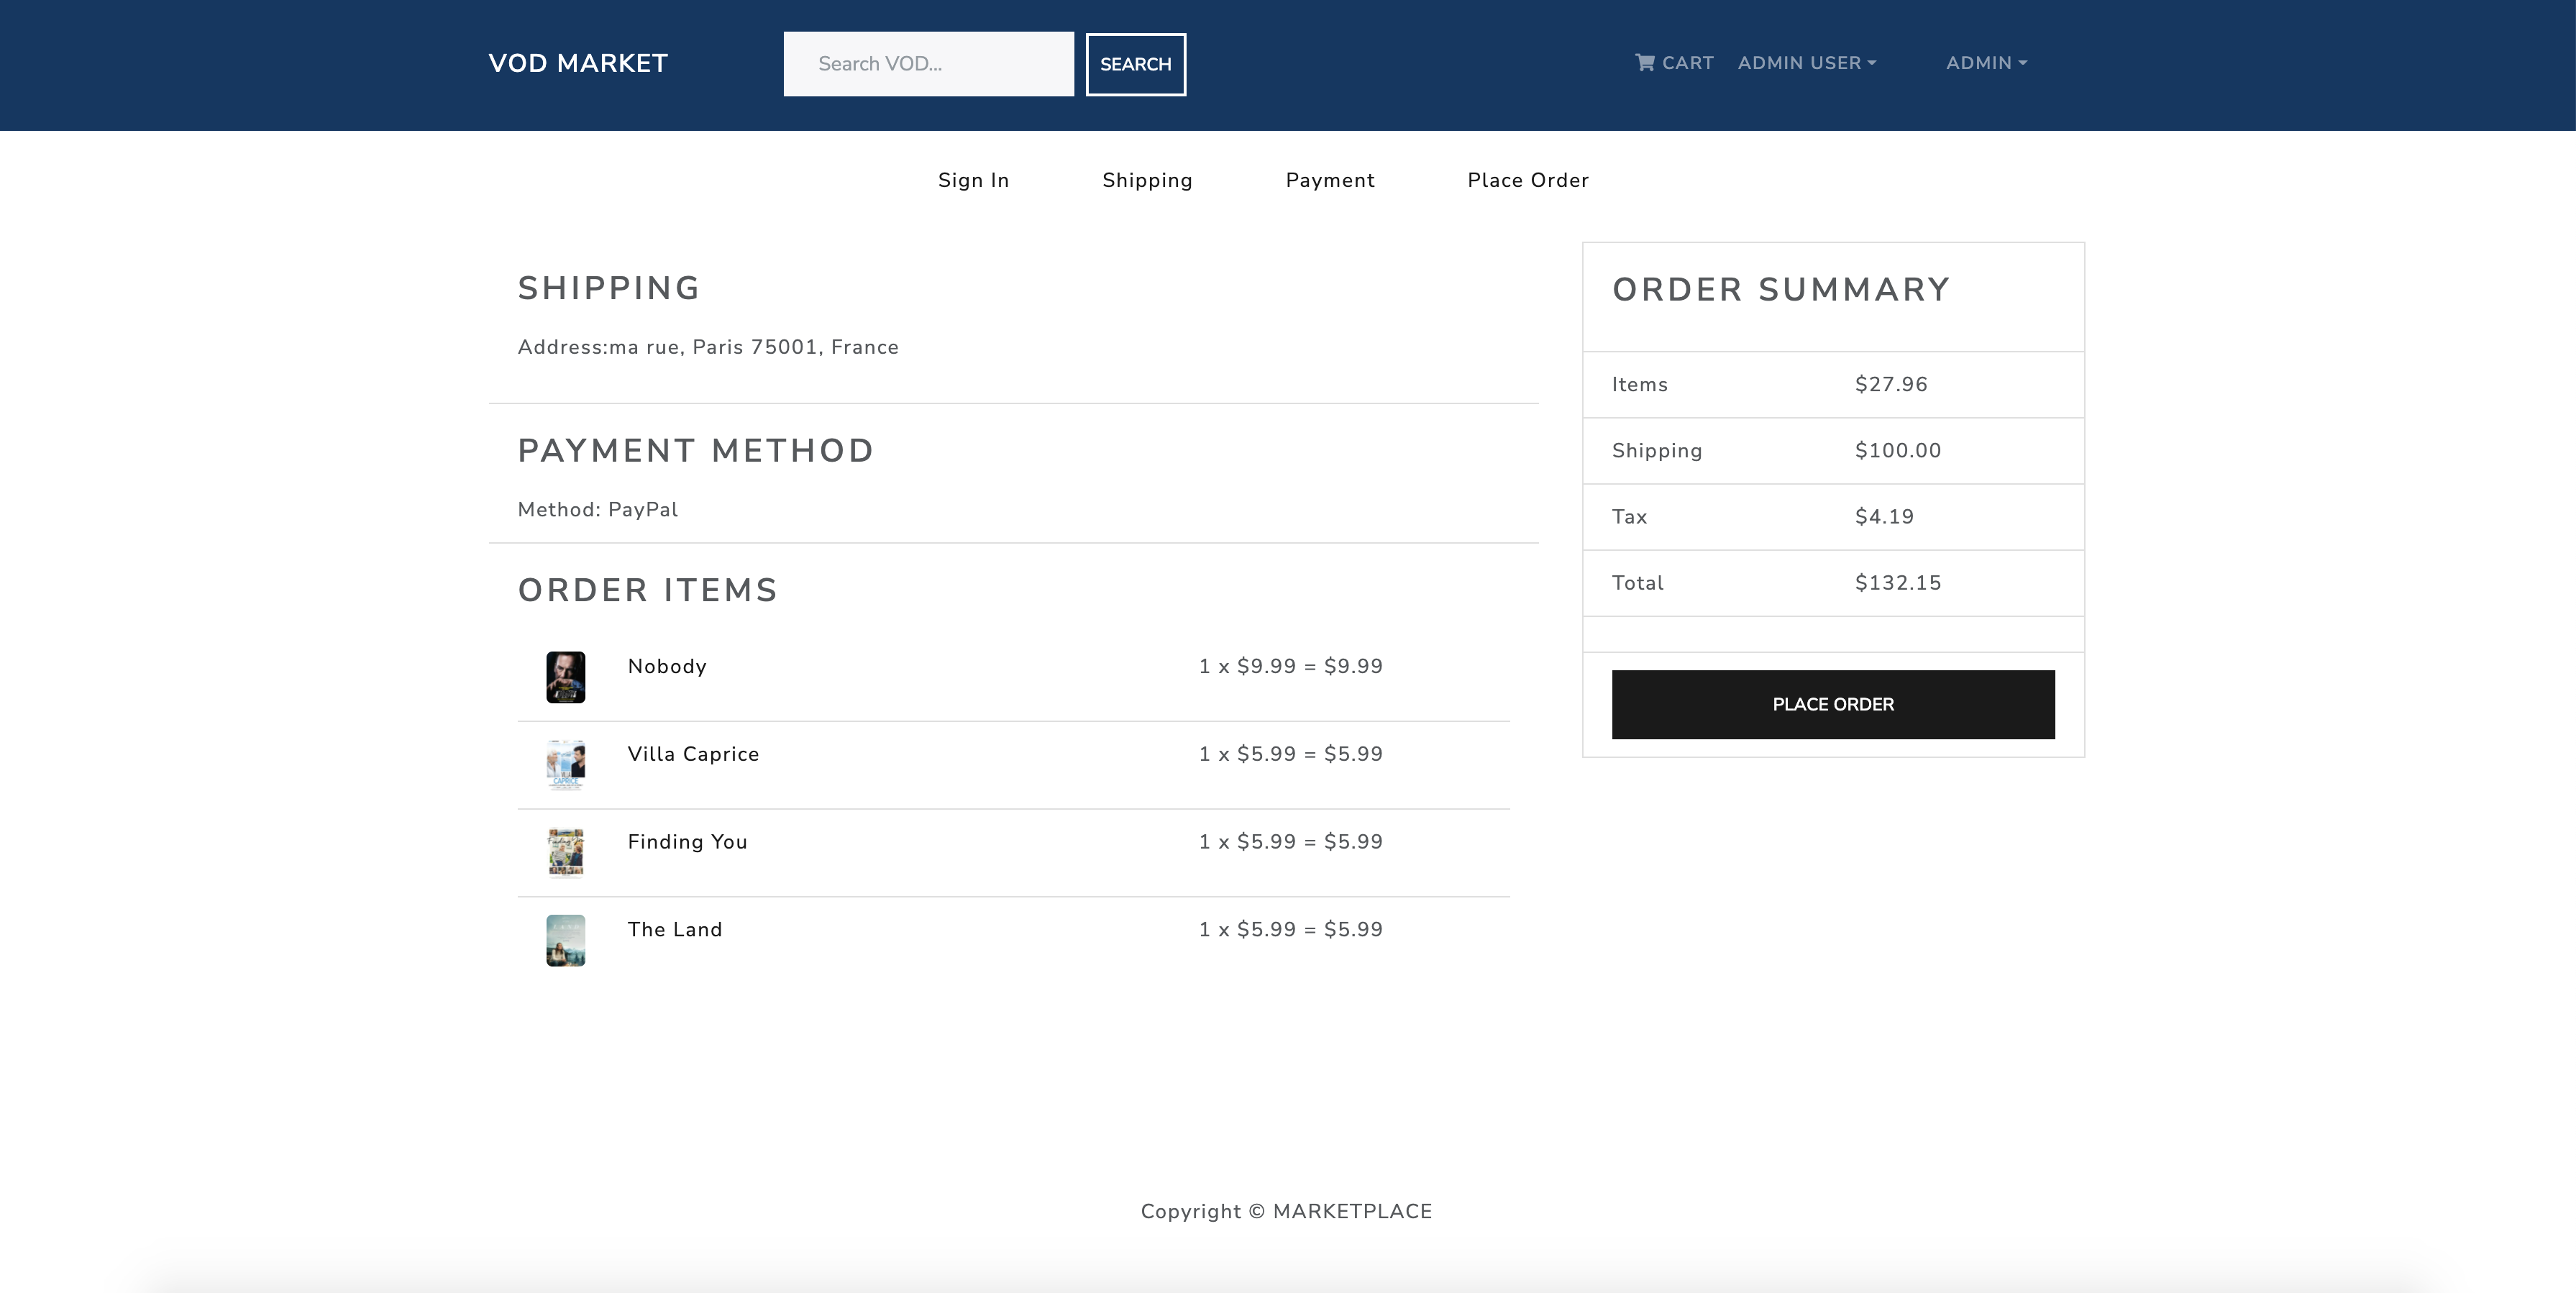 VOD MARKET
Search VOD...
SEARCH
CART
ADMIN USER
ADMIN
Sign In
Shipping
Payment
Place Order
SHIPPING
Address:ma rue, Paris 75001, France
PAYMENT METHOD
Method: PayPal
ORDER ITEMS
Nobody
1 x $9.99 = $9.99
Villa Caprice
1 x $5.99 = $5.99
Finding You
1 x $5.99 = $5.99
The Land
1 x $5.99 = $5.99
ORDER SUMMARY
Items $27.96
Shipping $100.00
Tax $4.19
Total $132.15
PLACE ORDER
Copyright © MARKETPLACE